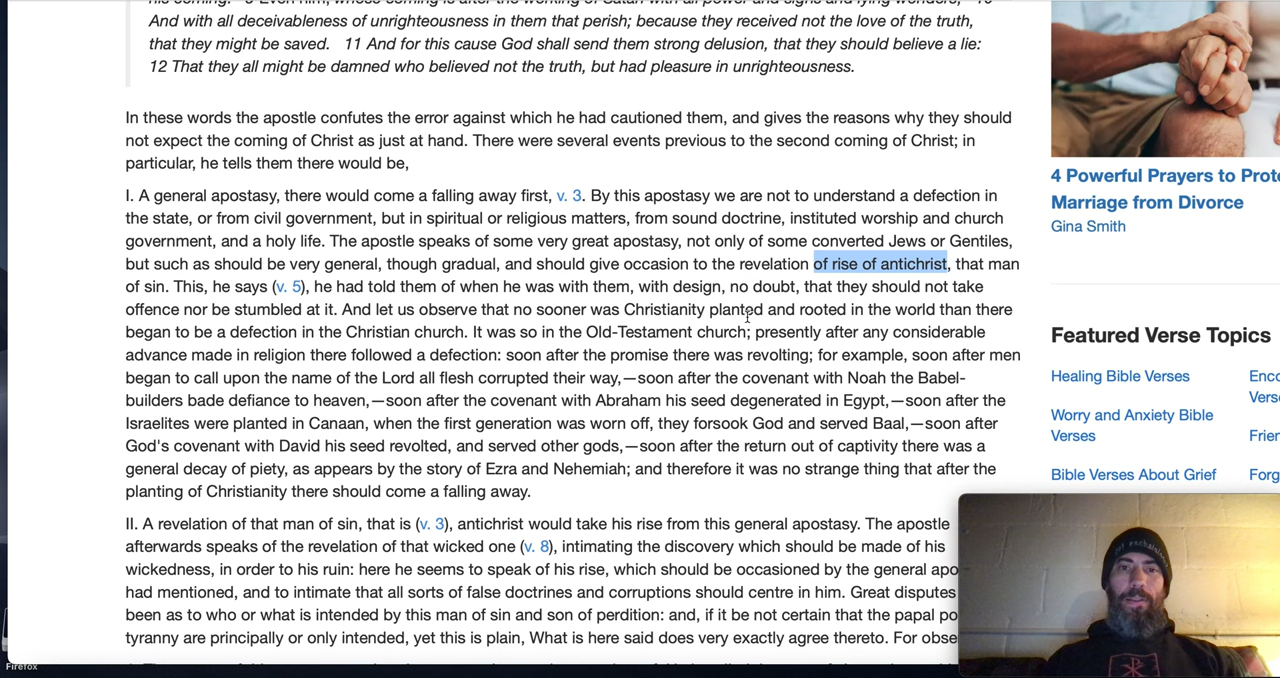 his coming: 9 Even him, whose coming is after the working of Satan with all power and signs and lying wonders, 10
And with all deceivableness of unrighteousness in them that perish; because they received not the love of the truth,
that they might be saved. 11 And for this cause God shall send them strong delusion, that they should believe a lie:
12 That they all might be damned who believed not the truth, but had pleasure in unrighteousness.
In these words the apostle confutes the error against which he had cautioned them, and gives the reasons why they should
not expect the coming of Christ as just at hand. There were several events previous to the second coming of Christ; in
particular, he tells them there would be,
I. A general apostasy, there would come a falling away first, v. 3. By this apostasy we are not to understand a defection in
the state, or from civil government, but in spiritual or religious matters, from sound doctrine, instituted worship and church
government, and a holy life. The apostle speaks of some very great apostasy, not only of some converted Jews or Gentiles,
but such as should be very general, though gradual, and should give occasion to the revelation of rise of antichrist, that man
of sin. This, he says (v. 5), he had told them of when he was with them, with design, no doubt, that they should not take
offence nor be stumbled at it. And let us observe that no sooner was Christianity planted and rooted in the world than there
began to be a defection in the Christian church. It was so in the Old-Testament church; presently after any considerable
advance made in religion there followed a defection: soon after the promise there was revolting; for example, soon after men
began to call upon the name of the Lord all flesh corrupted their way,—soon after the covenant with Noah the Babel-
builders bade defiance to heaven,—soon after the covenant with Abraham his seed degenerated in Egypt,—soon after the
Israelites were planted in Canaan, when the first generation was worn off, they forsook God and served Baal,—soon after
God's covenant with David his seed revolted, and served other gods,—soon after the return out of captivity there was a
general decay of piety, as appears by the story of Ezra and Nehemiah; and therefore it was no strange thing that after the
planting of Christianity there should come a falling away.
II. A revelation of that man of sin, that is (v. 3), antichrist would take his rise from this general apostasy. The apostle
afterwards speaks of the revelation of that wicked one (v. 8), intimating the discovery which should be made of his
wickedness, in order to his ruin: here he seems to speak of his rise, which should be occasioned by the general apo
had mentioned, and to intimate that all sorts of false doctrines and corruptions should centre in him. Great disputes
been as to who or what is intended by this man of sin and son of perdition: and, if it be not certain that the papal po
tyranny are principally or only intended, yet this is plain, What is here said does very exactly agree thereto. For obse
4 Powerful Prayers to Prote
Marriage from Divorce
Gina Smith
Featured Verse Topics
Healing Bible Verses
Enco
Verse
Worry and Anxiety Bible
Verses
Frien
Bible Verses About Grief
Forg
Firefox